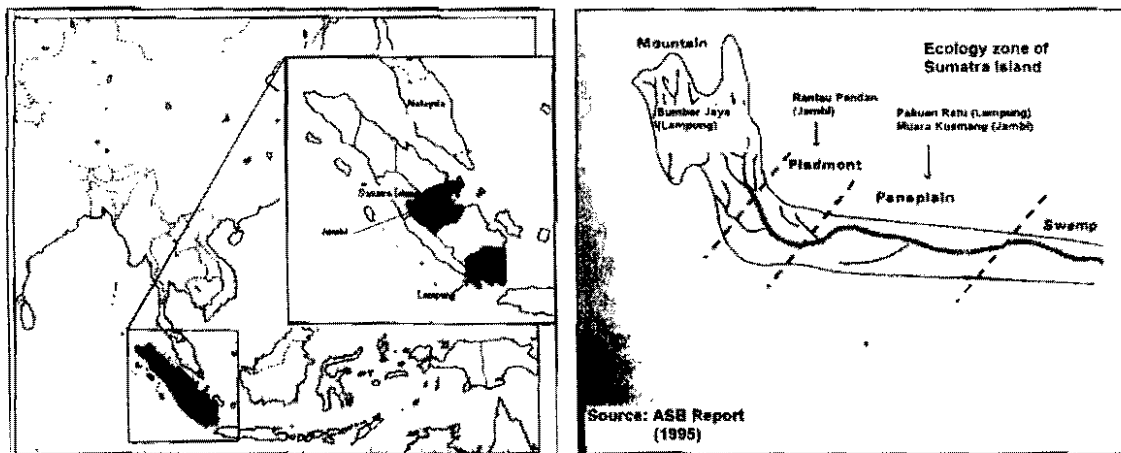 Malaysia
Sumatra Island
Jambi
Lampung
Mountain
Ecology zone of
Sumatra Island
Sumber Jaya
(Lampung)
Rantau Pandan
(Jambi)
Pakuan Ratu (Lampung)
Muara Kuamang (Jambi)
Piedmont
Peneplain
Swamp
Source: ASB Report
(1995)